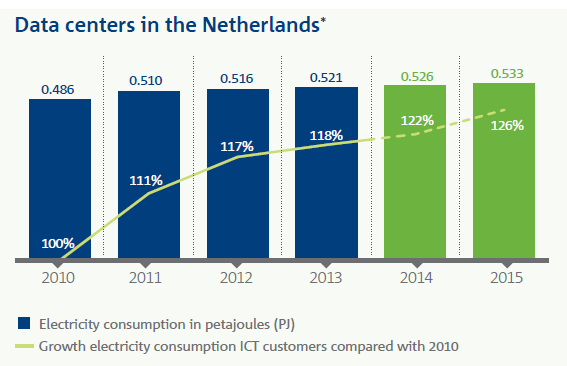 Data centers in the Netherlands*
0.486 0.510 0.516 0.521 0.526 0.533
100% 111% 117% 118% 122% 126%
2010 2011 2012 2013 2014 2015
Electricity consumption in petajoules (PJ)
Growth electricity consumption ICT customers compared with 2010